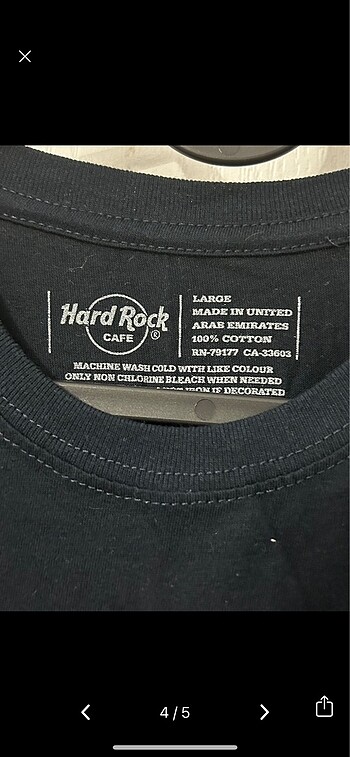 Hard Rock
CAFE
®
LARGE
MADE IN UNITED
ARAB EMIRATES
100% COTTON
RN-79177 CA-33603
MACHINE WASH COLD WITH LIKE COLOUR
ONLY NON CHLORINE BLEACH WHEN NEEDED
IRON IF DECORATED
4 / 5